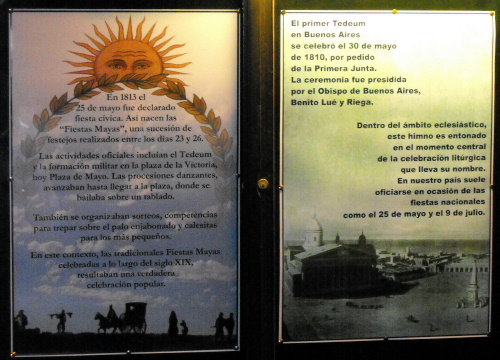 En 1813 el
25 de mayo fue declarado
fiesta cívica. Así nacen las
“Fiestas Mayas”, una sucesión de
festejos realizados entre los días 23 y 26.
Las actividades oficiales incluían el Tedeum
y la formación militar en la plaza de la Victoria,
hoy Plaza de Mayo. Las procesiones danzantes,
avanzaban hasta llegar a la plaza, donde se
bailaba sobre un tablado.
También se organizaban sorteos, competencias
para trepar sobre el palo enjabonado y calesitas
para los más pequeños.
En este contexto, las tradicionales Fiestas Mayas
celebradas a lo largo del siglo XIX,
resultaban una verdadera
celebración popular.
El primer Tedeum
en Buenos Aires
se celebró el 30 de mayo
de 1810, por pedido
de la Primera Junta.
La ceremonia fue presidida
por el Obispo de Buenos Aires,
Benito Lué y Riega.
Dentro del ámbito eclesiástico,
este himno es entonado
en el momento central
de la celebración litúrgica
que lleva su nombre.
En nuestro país suele
oficiarse en ocasión de las
fiestas nacionales
como el 25 de mayo y el 9 de julio.